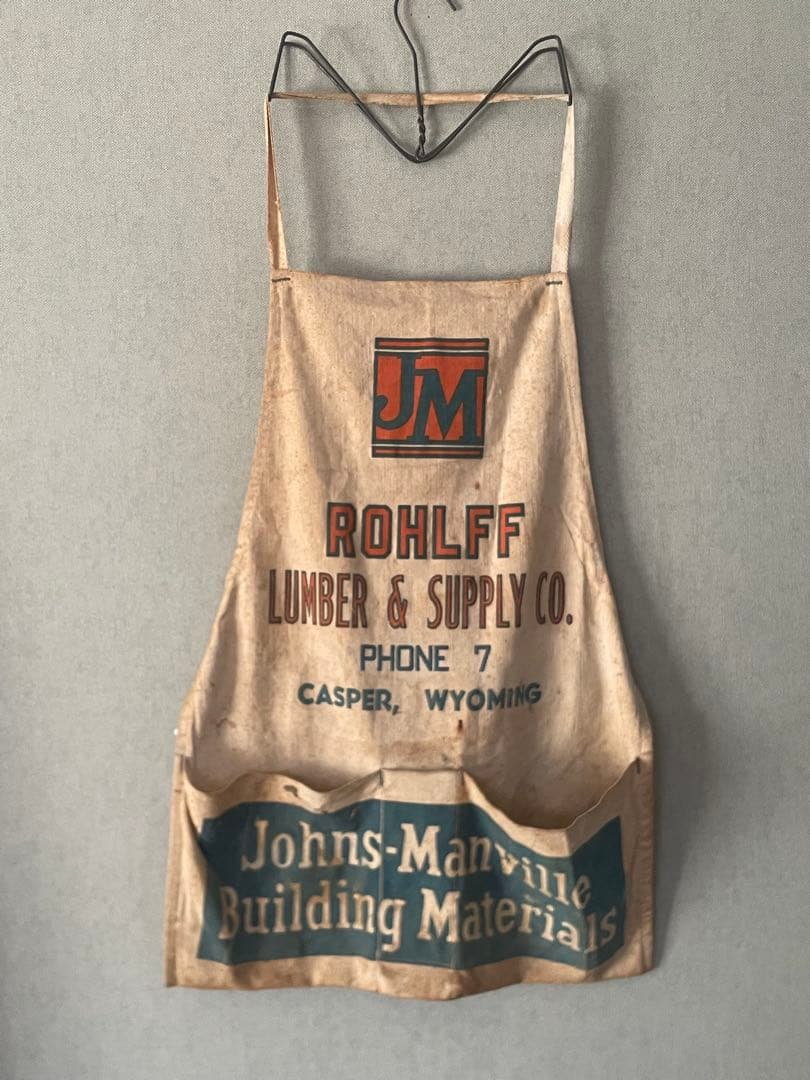 JM
ROHLFF
LUMBER & SUPPLY CO.
PHONE 7
CASPER, WYOMING
Johns-Manville
Building Materials